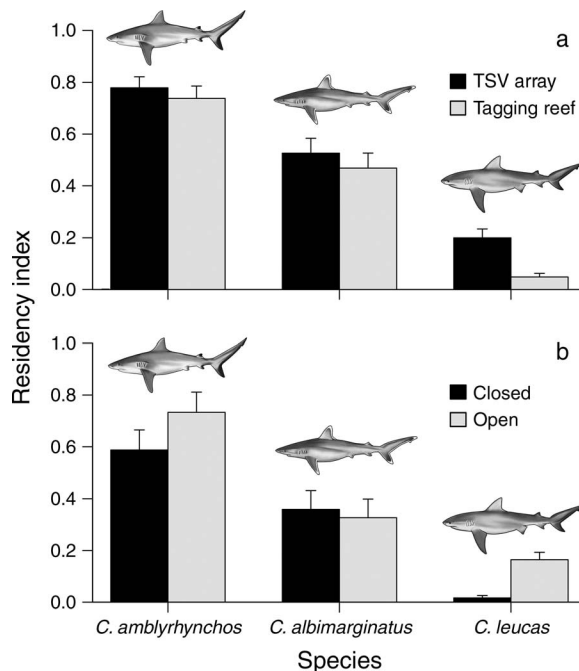 Residency index
1.0
0.8
0.6
0.4
0.2
0.0
a
TSV array
Tagging reef
1.0
0.8
0.6
0.4
0.2
0.0
b
Closed
Open
C. amblyrhynchos C. albimarginatus C. leucas
Species